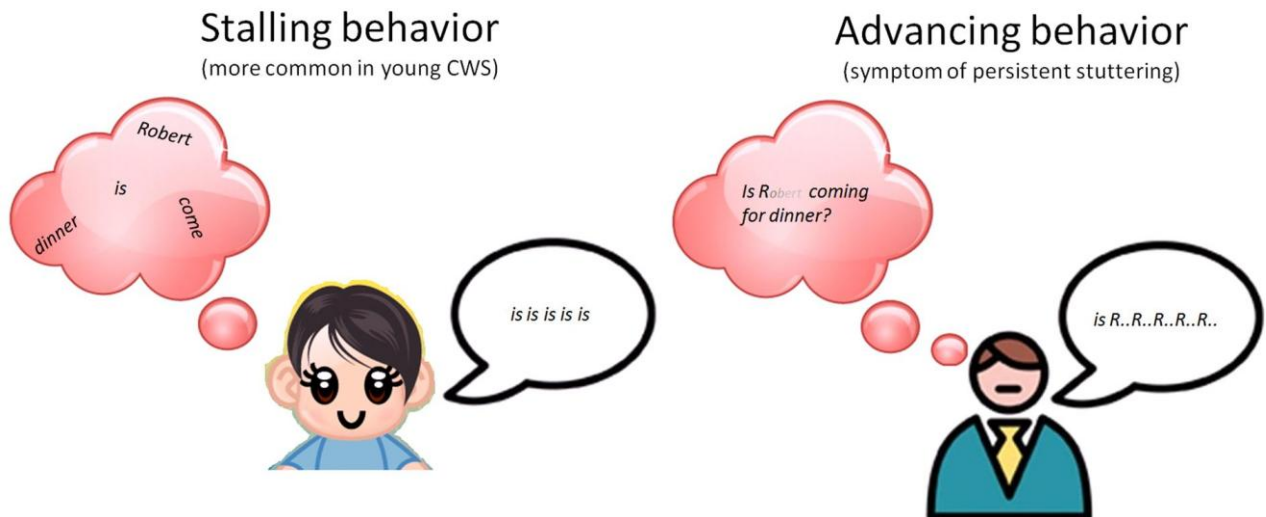 Stalling behavior
(more common in young CWS)
Robert
is
come
dinner
is is is is is
Advancing behavior
(symptom of persistent stuttering)
Is Robert coming
for dinner?
is R..R..R..R..R..